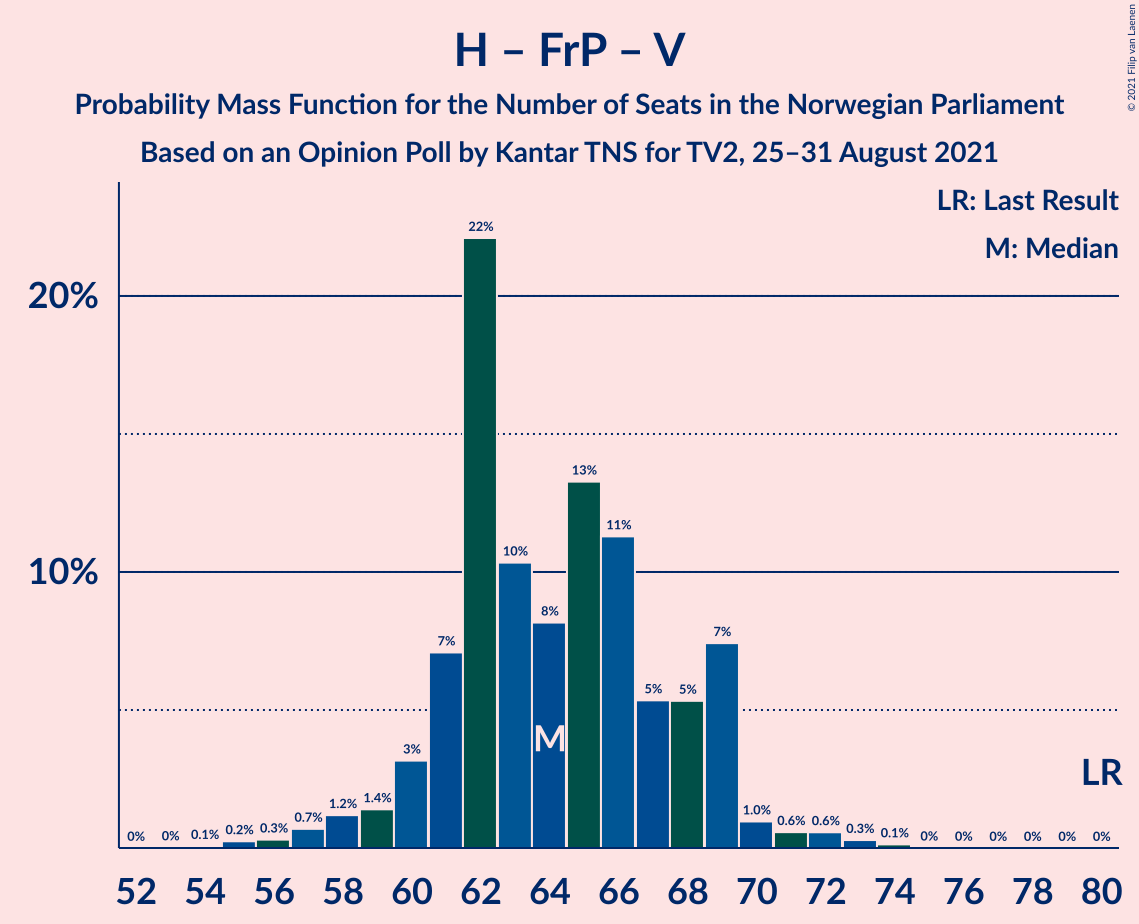 H – FrP – V
Probability Mass Function for the Number of Seats in the Norwegian Parliament
Based on an Opinion Poll by Kantar TNS for TV2, 25–31 August 2021
© 2021 Filip van Laenen
LR: Last Result
M: Median
20%
10%
0% 0% 0.1% 0.2% 0.3% 0.7% 1.2% 1.4% 3% 7% 22% 10% 8% 13% 11% 5% 5% 7% 1.0% 0.6% 0.6% 0.3% 0.1% 0% 0% 0% 0% 0% 0%
M
LR
52 54 56 58 60 62 64 66 68 70 72 74 76 78 80